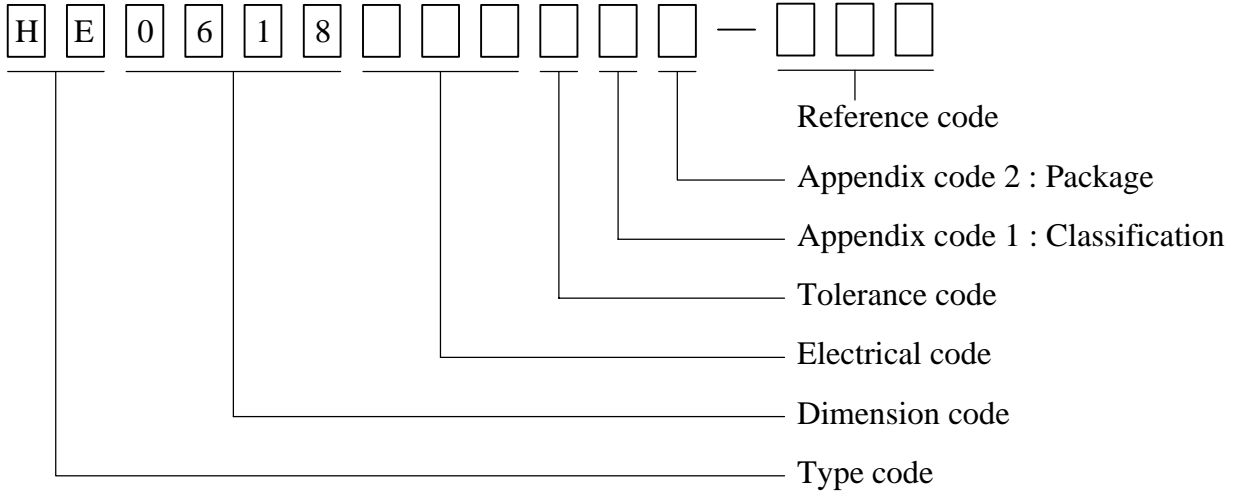 H E 0 6 1 8 —
Reference code
Appendix code 2 : Package
Appendix code 1 : Classification
Tolerance code
Electrical code
Dimension code
Type code